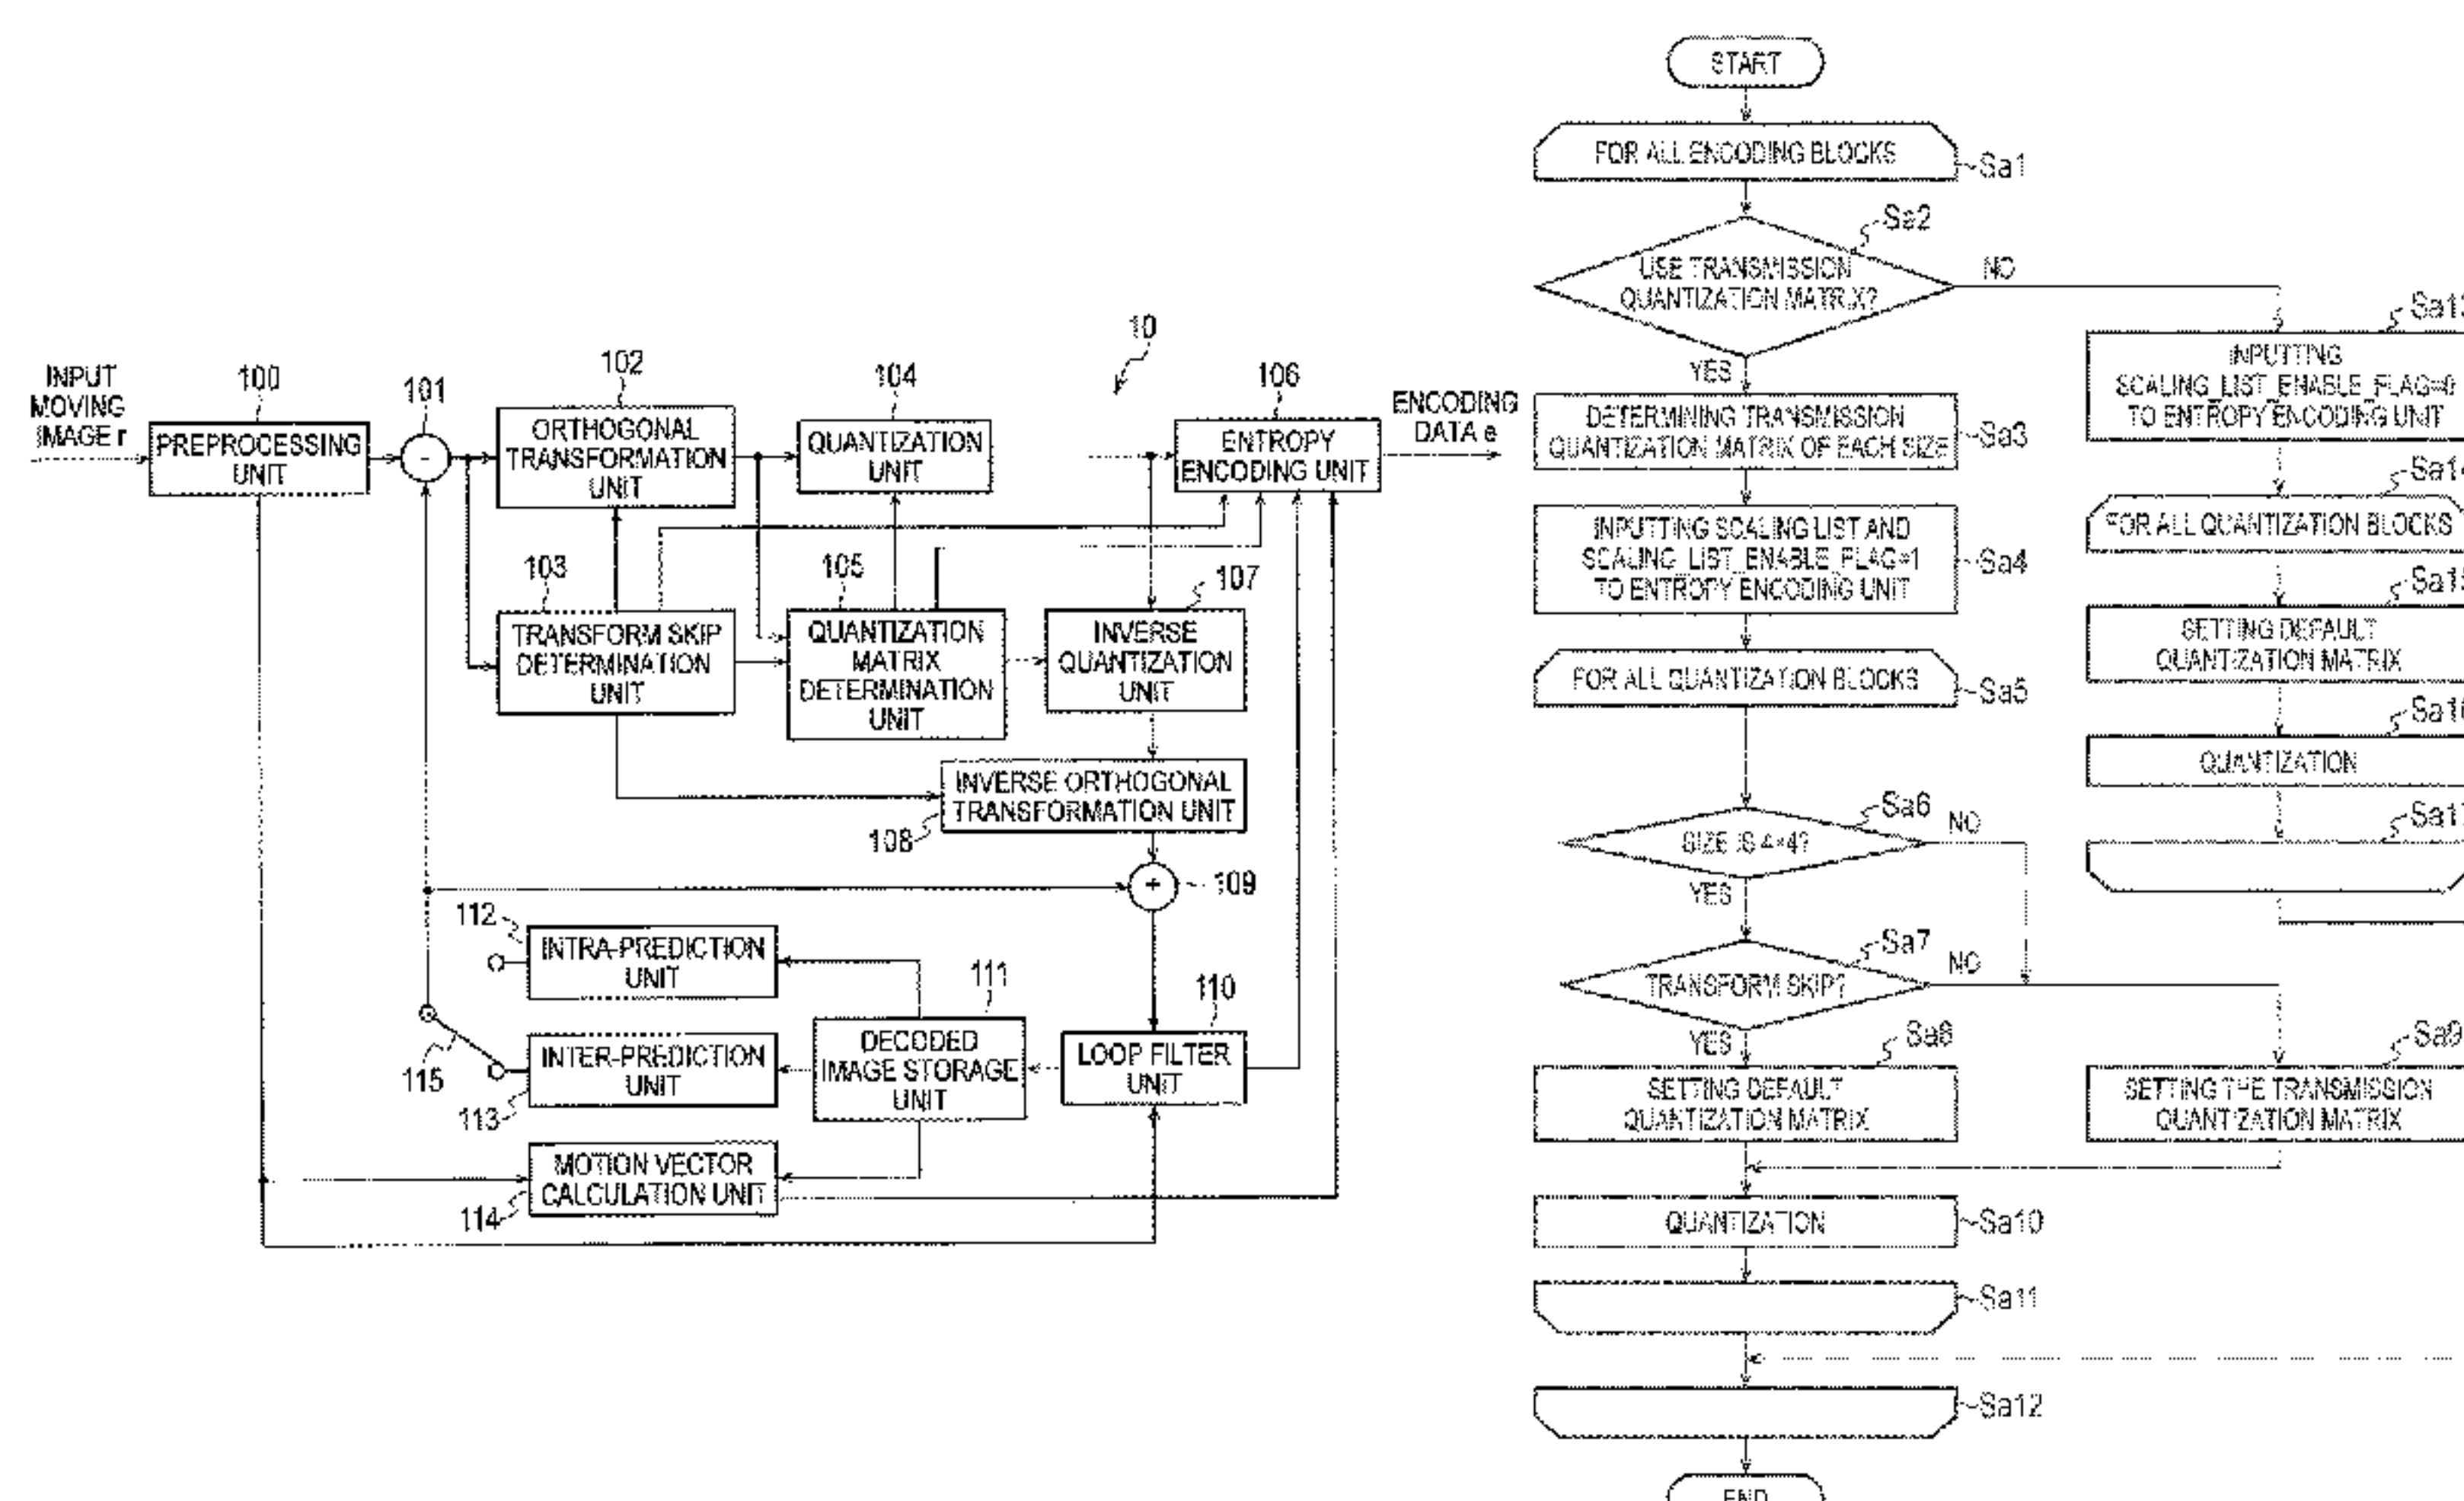 10
INPUT
MOVING
IMAGE r
100
PREPROCESSING
UNIT
101
-
102
ORTHOGONAL
TRANSFORMATION
UNIT
104
QUANTIZATION
UNIT
106
ENTROPY
ENCODING UNIT
ENCODING
DATA e
103
TRANSFORM SKIP
DETERMINATION
UNIT
105
QUANTIZATION
MATRIX
DETERMINATION
UNIT
107
INVERSE
QUANTIZATION
UNIT
INVERSE ORTHOGONAL
TRANSFORMATION UNIT
108
+
109
112
INTRA-PREDICTION
UNIT
111
DECODED
IMAGE STORAGE
UNIT
110
LOOP FILTER
UNIT
115
INTER-PREDICTION
UNIT
113
MOTION VECTOR
CALCULATION UNIT
114
START
FOR ALL ENCODING BLOCKS
Sa1
Sa2
USE TRANSMISSION
QUANTIZATION MATRIX?
NO
YES
DETERMINING TRANSMISSION
QUANTIZATION MATRIX OF EACH SIZE
Sa3
INPUTTING SCALING LIST AND
SCALING_LIST_ENABLE_FLAG=1
TO ENTROPY ENCODING UNIT
Sa4
FOR ALL QUANTIZATION BLOCKS
Sa5
Sa6
SIZE IS 4×4?
NO
YES
Sa7
TRANSFORM SKIP?
NO
YES
Sa8
SETTING DEFAULT
QUANTIZATION MATRIX
Sa9
SETTING THE TRANSMISSION
QUANTIZATION MATRIX
QUANTIZATION
Sa10
Sa11
Sa12
END
INPUTTING
SCALING_LIST_ENABLE_FLAG=0
TO ENTROPY ENCODING UNIT
FOR ALL QUANTIZATION BLOCKS
SETTING DEFAULT
QUANTIZATION MATRIX
QUANTIZATION